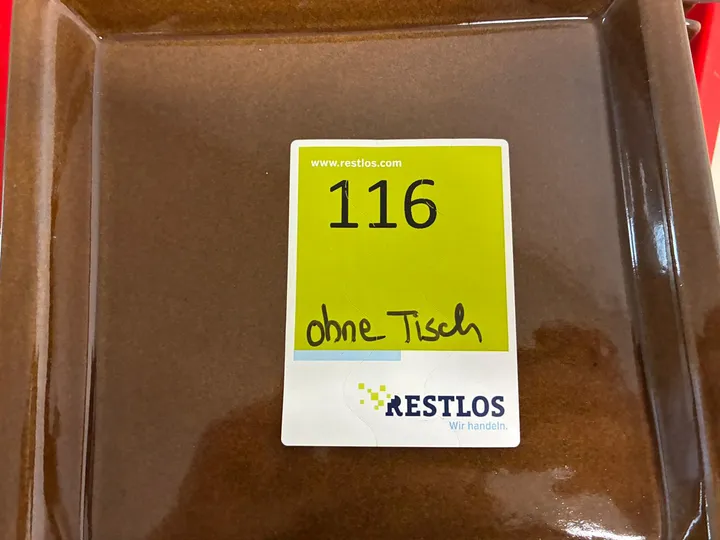 www.restlos.com
116
ohne Tisch
RESTLOS
Wir handeln.